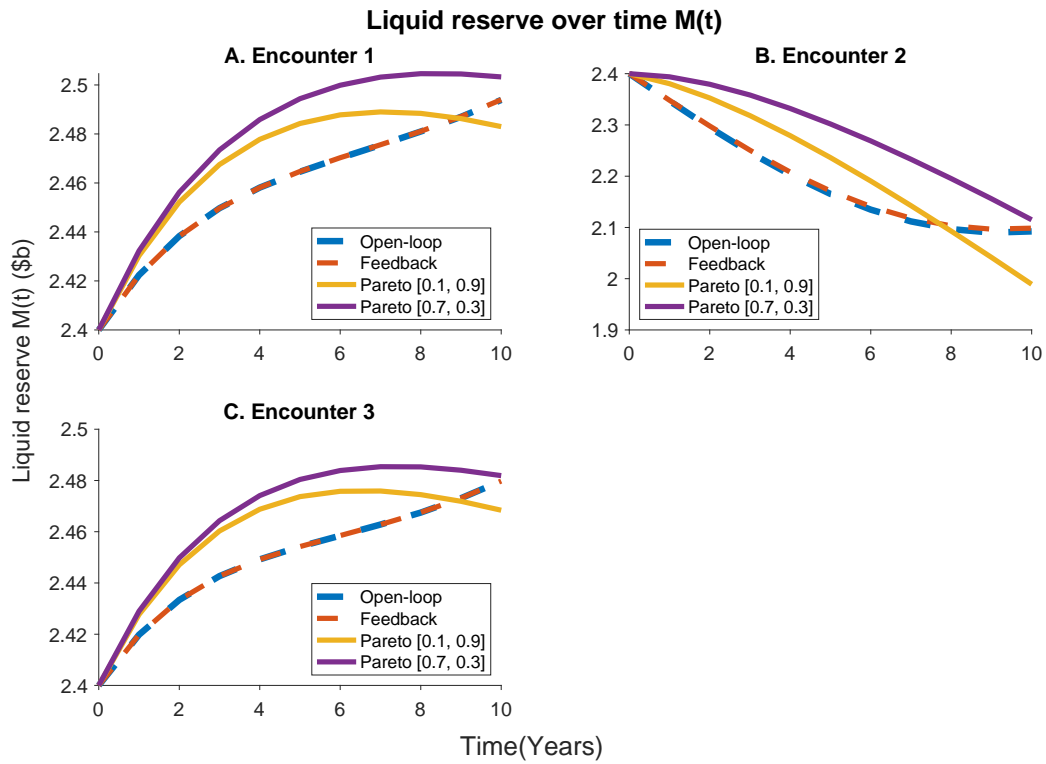 Liquid reserve over time M(t)
A. Encounter 1
2.5
2.48
2.46
2.44
2.42
2.4
0
2
4
6
8
10
Open-loop
Feedback
Pareto [0.1, 0.9]
Pareto [0.7, 0.3]
B. Encounter 2
2.4
2.3
2.2
2.1
2
1.9
0
2
4
6
8
10
Open-loop
Feedback
Pareto [0.1, 0.9]
Pareto [0.7, 0.3]
Liquid reserve M(t) ($b)
C. Encounter 3
2.5
2.48
2.46
2.44
2.42
2.4
0
2
4
6
8
10
Open-loop
Feedback
Pareto [0.1, 0.9]
Pareto [0.7, 0.3]
Time(Years)